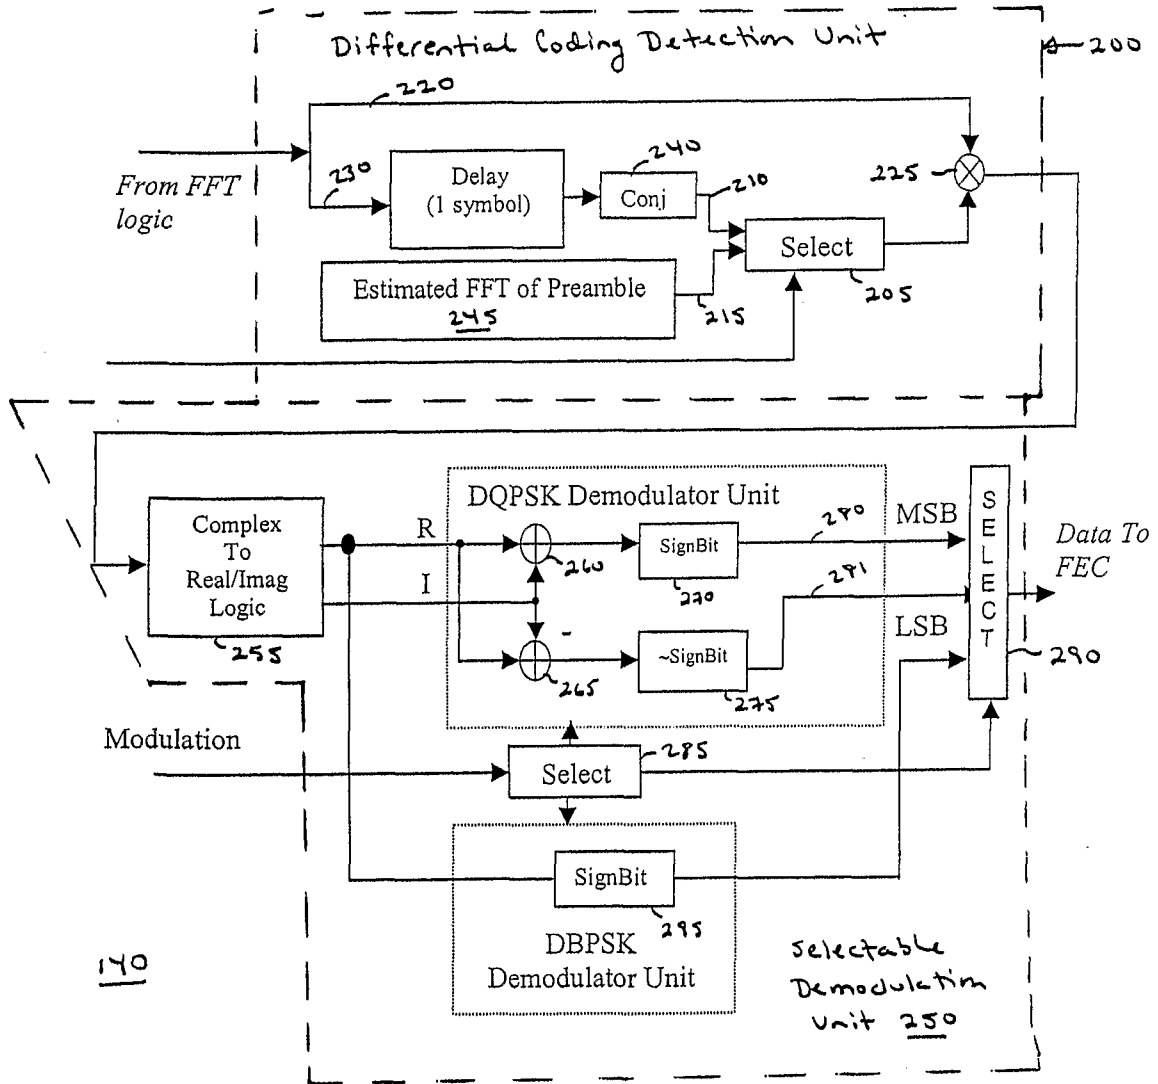 Differential Coding Detection Unit
200
220
From FFT
logic
230
Delay
(1 symbol)
240
Conj
210
225
Select
205
Estimated FFT of Preamble
245
215
DQPSK Demodulator Unit
Complex
To
Real/Imag
Logic
255
R
I
260
SignBit
270
280
MSB
SELECT
Data To
FEC
281
LSB
-
265
~SignBit
275
290
Modulation
Select
285
SignBit
295
DBPSK
Demodulator Unit
140
Selectable
Demodulation
Unit 250